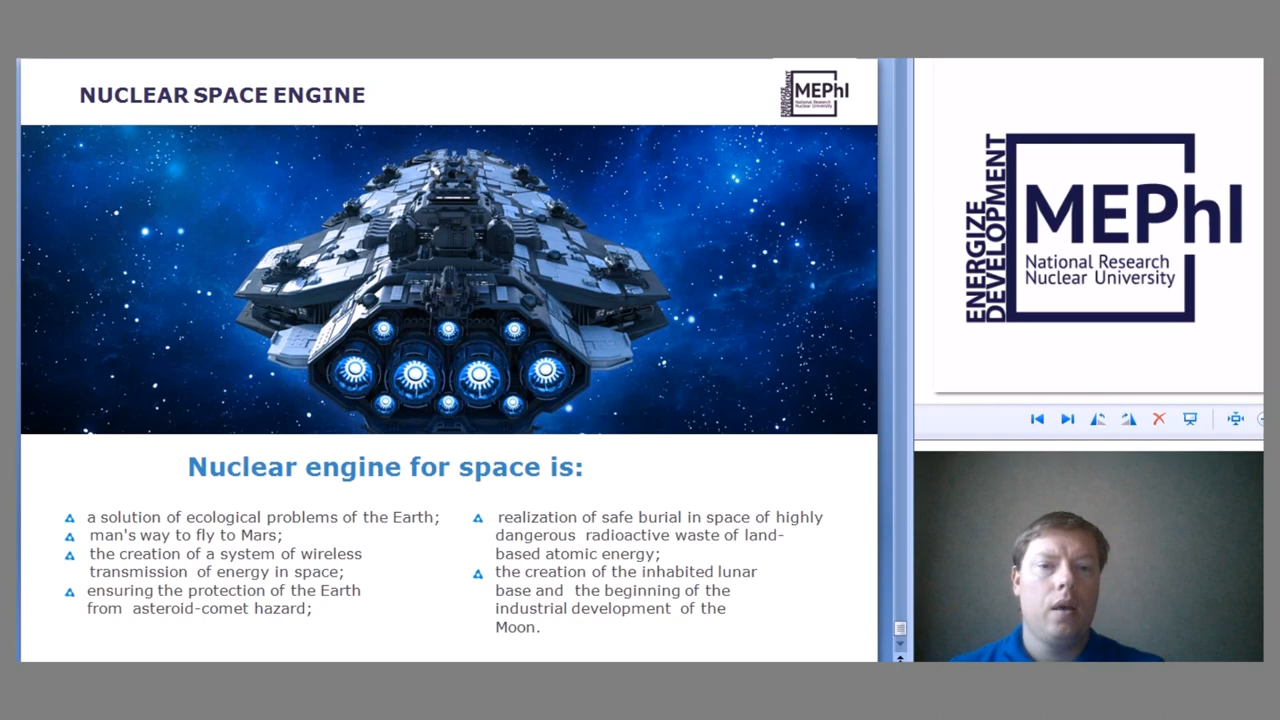 NUCLEAR SPACE ENGINE
ENERGIZE
DEVELOPMENT
MEPhI
National Research
Nuclear University
Nuclear engine for space is:
a solution of ecological problems of the Earth;
man's way to fly to Mars;
the creation of a system of wireless
transmission of energy in space;
ensuring the protection of the Earth
from asteroid-comet hazard;
realization of safe burial in space of highly
dangerous radioactive waste of land-
based atomic energy;
the creation of the inhabited lunar
base and the beginning of the
industrial development of the
Moon.
ENERGIZE
DEVELOPMENT
MEPhI
National Research
Nuclear University